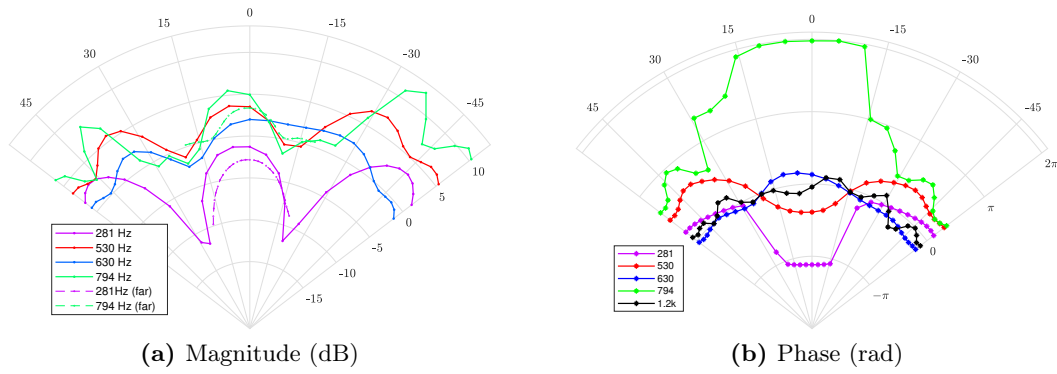 0
15
-15
30
-30
45
-45
10
5
0
-5
-10
-15
281 Hz
530 Hz
630 Hz
794 Hz
281Hz (far)
794 Hz (far)
(a) Magnitude (dB)
0
15
-15
30
-30
45
-45
2π
π
0
−π
281
530
630
794
1.2k
(b) Phase (rad)